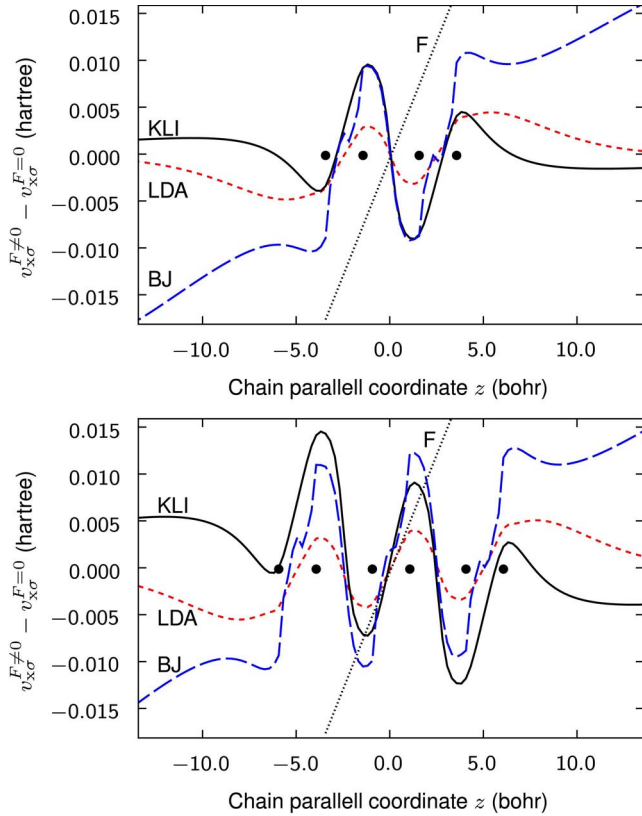 0.015
0.010
0.005
0.000
−0.005
−0.010
−0.015
v_{xσ}^{F≠0} − v_{xσ}^{F=0} (hartree)
F
KLI
LDA
BJ
−10.0 −5.0 0.0 5.0 10.0
Chain parallell coordinate z (bohr)
0.015
0.010
0.005
0.000
−0.005
−0.010
−0.015
v_{xσ}^{F≠0} − v_{xσ}^{F=0} (hartree)
F
KLI
LDA
BJ
−10.0 −5.0 0.0 5.0 10.0
Chain parallell coordinate z (bohr)